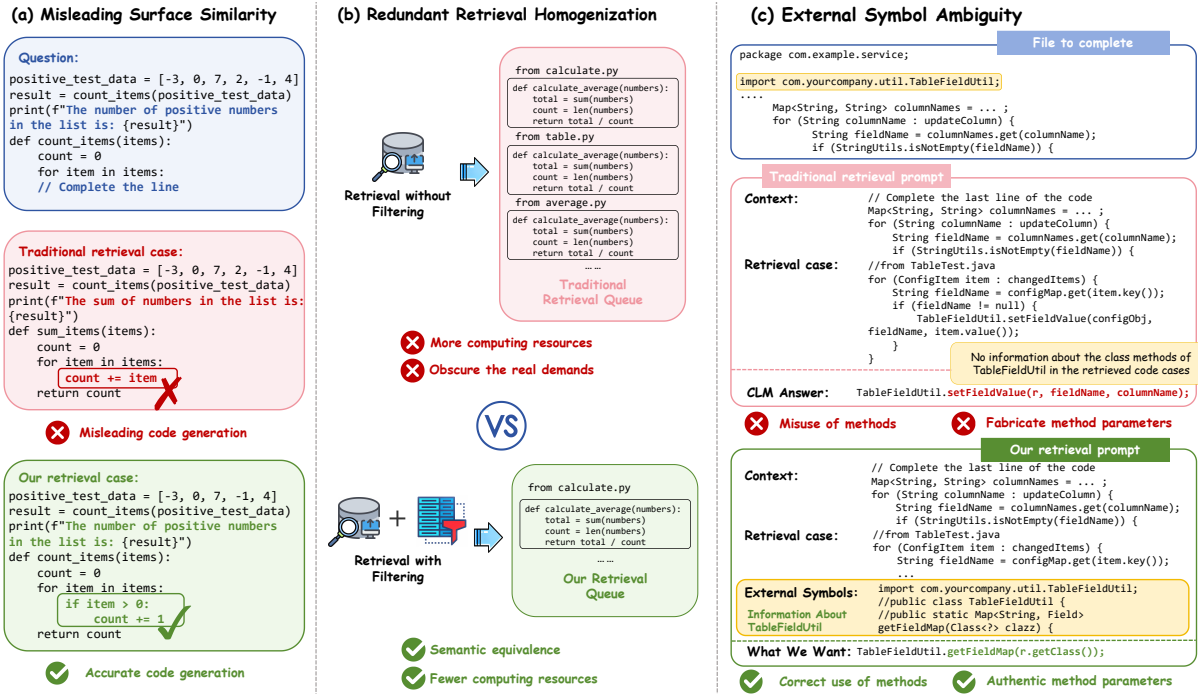 (a) Misleading Surface Similarity
Question:
positive_test_data = [-3, 0, 7, 2, -1, 4]
result = count_items(positive_test_data)
print(f"The number of positive numbers
in the list is: {result}")
def count_items(items):
count = 0
for item in items:
// Complete the line
Traditional retrieval case:
positive_test_data = [-3, 0, 7, 2, -1, 4]
result = count_items(positive_test_data)
print(f"The sum of numbers in the list is:
{result}")
def sum_items(items):
count = 0
for item in items:
count += item
return count
Misleading code generation
Our retrieval case:
positive_test_data = [-3, 0, 7, -1, 4]
result = count_items(positive_test_data)
print(f"The number of positive numbers
in the list is: {result}")
def count_items(items):
count = 0
for item in items:
if item > 0:
count += 1
return count
Accurate code generation
(b) Redundant Retrieval Homogenization
Retrieval without
Filtering
from calculate.py
def calculate_average(numbers):
total = sum(numbers)
count = len(numbers)
return total / count
from table.py
def calculate_average(numbers):
total = sum(numbers)
count = len(numbers)
return total / count
from average.py
def calculate_average(numbers):
total = sum(numbers)
count = len(numbers)
return total / count
……
Traditional
Retrieval Queue
More computing resources
Obscure the real demands
VS
Retrieval with
Filtering
from calculate.py
def calculate_average(numbers):
total = sum(numbers)
count = len(numbers)
return total / count
……
Our Retrieval
Queue
Semantic equivalence
Fewer computing resources
(c) External Symbol Ambiguity
File to complete
package com.example.service;
import com.yourcompany.util.TableFieldUtil;
....
Map<String, String> columnNames = ... ;
for (String columnName : updateColumn) {
String fieldName = columnNames.get(columnName);
if (StringUtils.isNotEmpty(fieldName)) {
Traditional retrieval prompt
Context:
// Complete the last line of the code
Map<String, String> columnNames = ... ;
for (String columnName : updateColumn) {
String fieldName = columnNames.get(columnName);
if (StringUtils.isNotEmpty(fieldName)) {
Retrieval case:
//from TableTest.java
for (ConfigItem item : changedItems) {
String fieldName = configMap.get(item.key());
if (fieldName != null) {
TableFieldUtil.setFieldValue(configObj,
fieldName, item.value());
}
}
No information about the class methods of
TableFieldUtil in the retrieved code cases
CLM Answer: TableFieldUtil.setFieldValue(r, fieldName, columnName);
Misuse of methods
Fabricate method parameters
Our retrieval prompt
Context:
// Complete the last line of the code
Map<String, String> columnNames = ... ;
for (String columnName : updateColumn) {
String fieldName = columnNames.get(columnName);
if (StringUtils.isNotEmpty(fieldName)) {
Retrieval case:
//from TableTest.java
for (ConfigItem item : changedItems) {
String fieldName = configMap.get(item.key());
...
External Symbols:
Information About
TableFieldUtil
import com.yourcompany.util.TableFieldUtil;
//public class TableFieldUtil {
//public static Map<String, Field>
getFieldMap(Class<?> clazz) {
What We Want: TableFieldUtil.getFieldMap(r.getClass());
Correct use of methods
Authentic method parameters